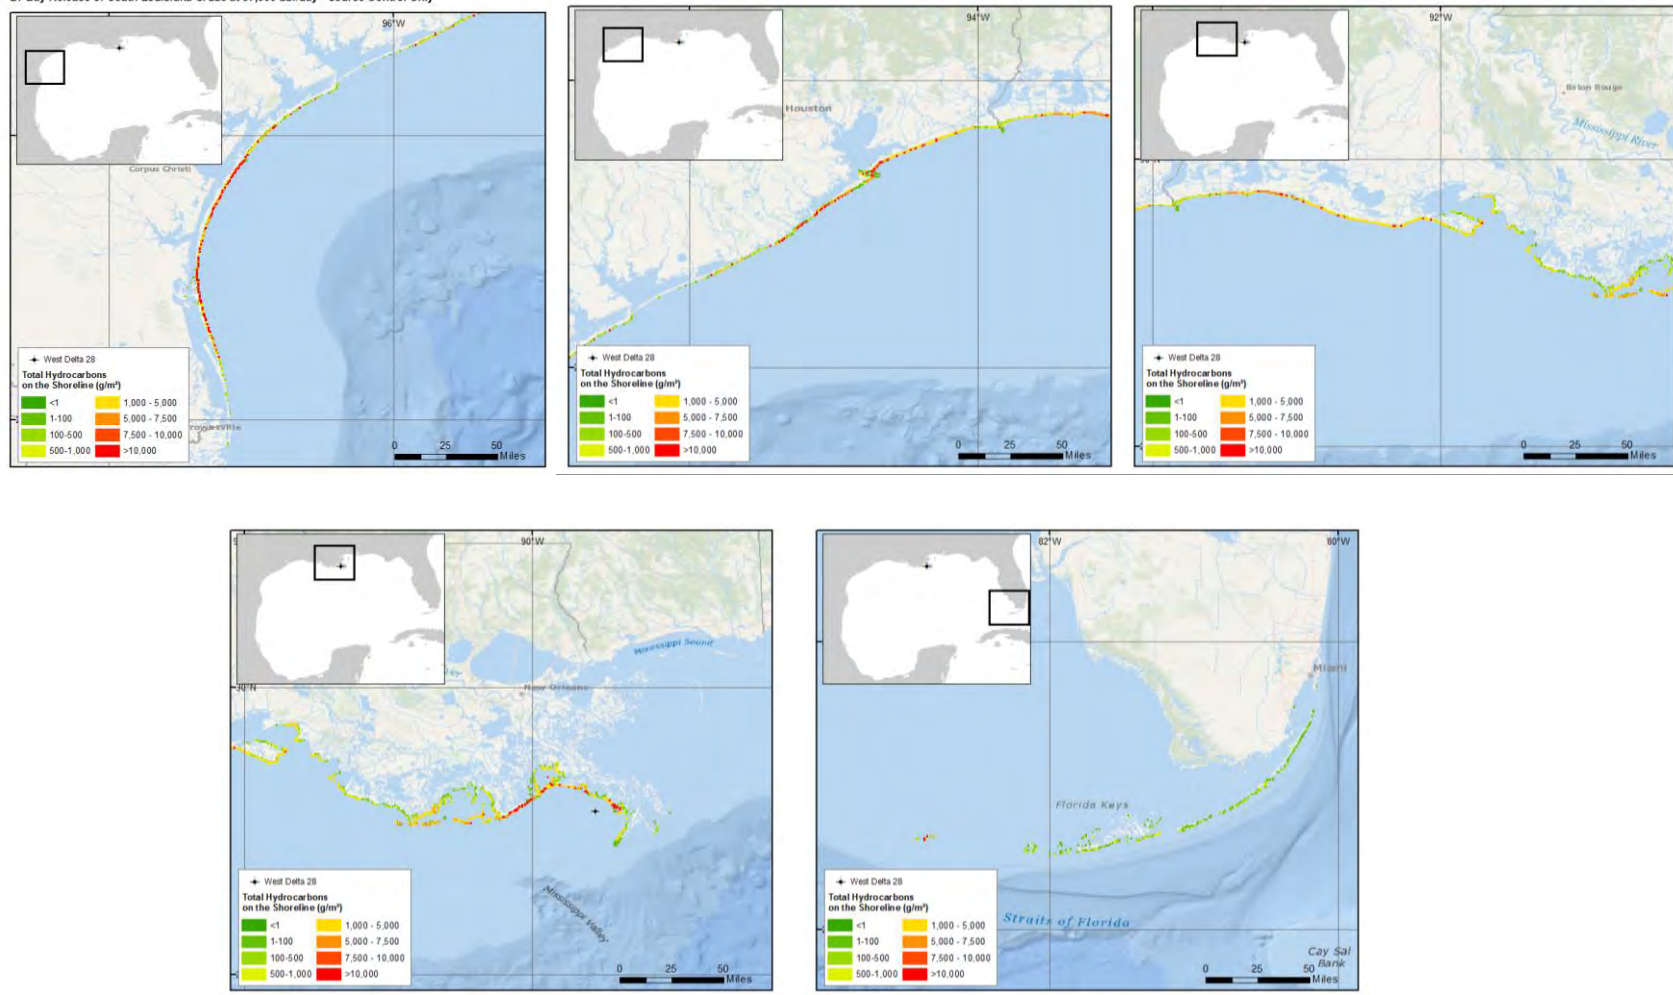 96°W
Corpus Christi
West Delta 28
Total Hydrocarbons
on the Shoreline (g/m²)
<1
1,000 - 5,000
1-100
5,000 - 7,500
100-500
7,500 - 10,000
500-1,000
>10,000
0 25 50
Miles
94°W
Houston
West Delta 28
Total Hydrocarbons
on the Shoreline (g/m²)
<1
1,000 - 5,000
1-100
5,000 - 7,500
100-500
7,500 - 10,000
500-1,000
>10,000
0 25 50
Miles
92°W
Baton Rouge
Mississippi River
West Delta 28
Total Hydrocarbons
on the Shoreline (g/m²)
<1
1,000 - 5,000
1-100
5,000 - 7,500
100-500
7,500 - 10,000
500-1,000
>10,000
0 25 50
Miles
90°W
Mississippi Sound
30°N
New Orleans
Mississippi Valley
West Delta 28
Total Hydrocarbons
on the Shoreline (g/m²)
<1
1,000 - 5,000
1-100
5,000 - 7,500
100-500
7,500 - 10,000
500-1,000
>10,000
0 25 50
Miles
82°W
80°W
Miami
Florida Keys
Straits of Florida
Cay Sal
Bank
West Delta 28
Total Hydrocarbons
on the Shoreline (g/m²)
<1
1,000 - 5,000
1-100
5,000 - 7,500
100-500
7,500 - 10,000
500-1,000
>10,000
0 25 50
Miles